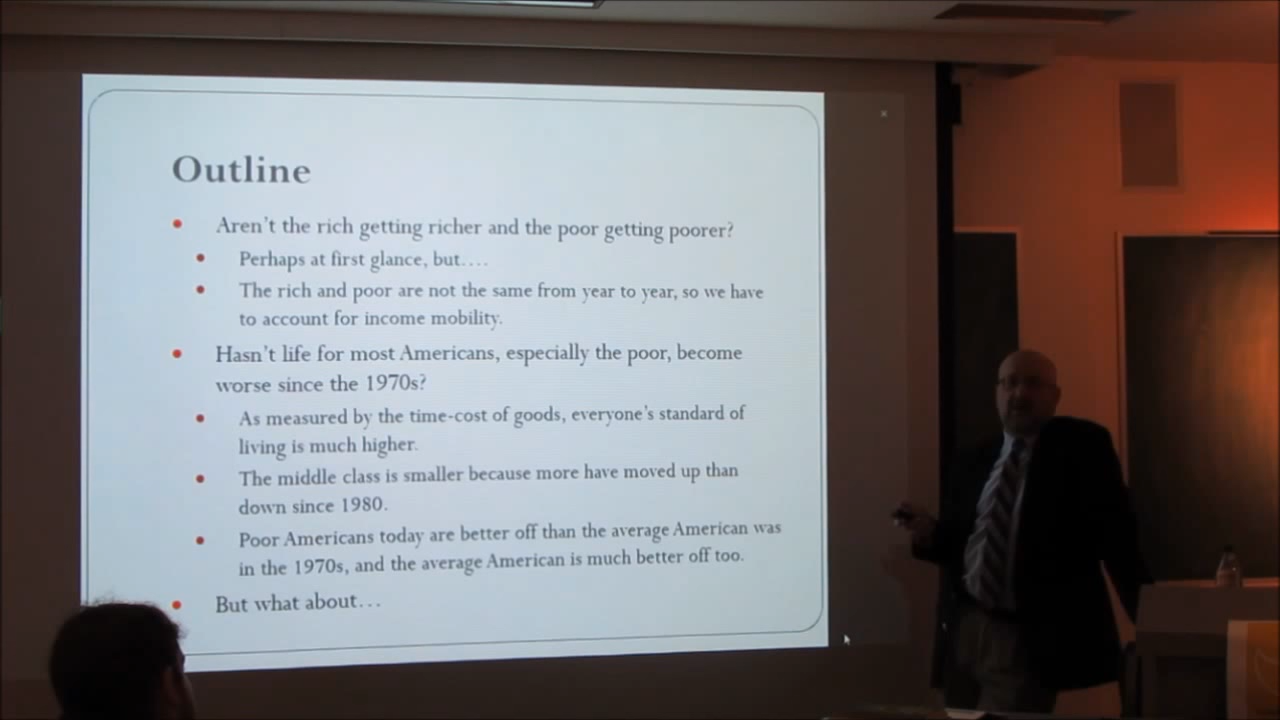 Outline
• Aren't the rich getting richer and the poor getting poorer?
• Perhaps at first glance, but….
• The rich and poor are not the same from year to year, so we have
to account for income mobility.
• Hasn't life for most Americans, especially the poor, become
worse since the 1970s?
• As measured by the time-cost of goods, everyone's standard of
living is much higher.
• The middle class is smaller because more have moved up than
down since 1980.
• Poor Americans today are better off than the average American was
in the 1970s, and the average American is much better off too.
• But what about…